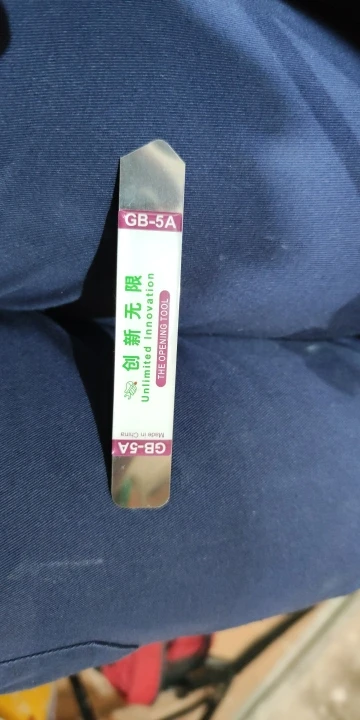 GB-5A
创新无限
Unlimited Innovation
THE OPENING TOOL
Made in China
GB-5A